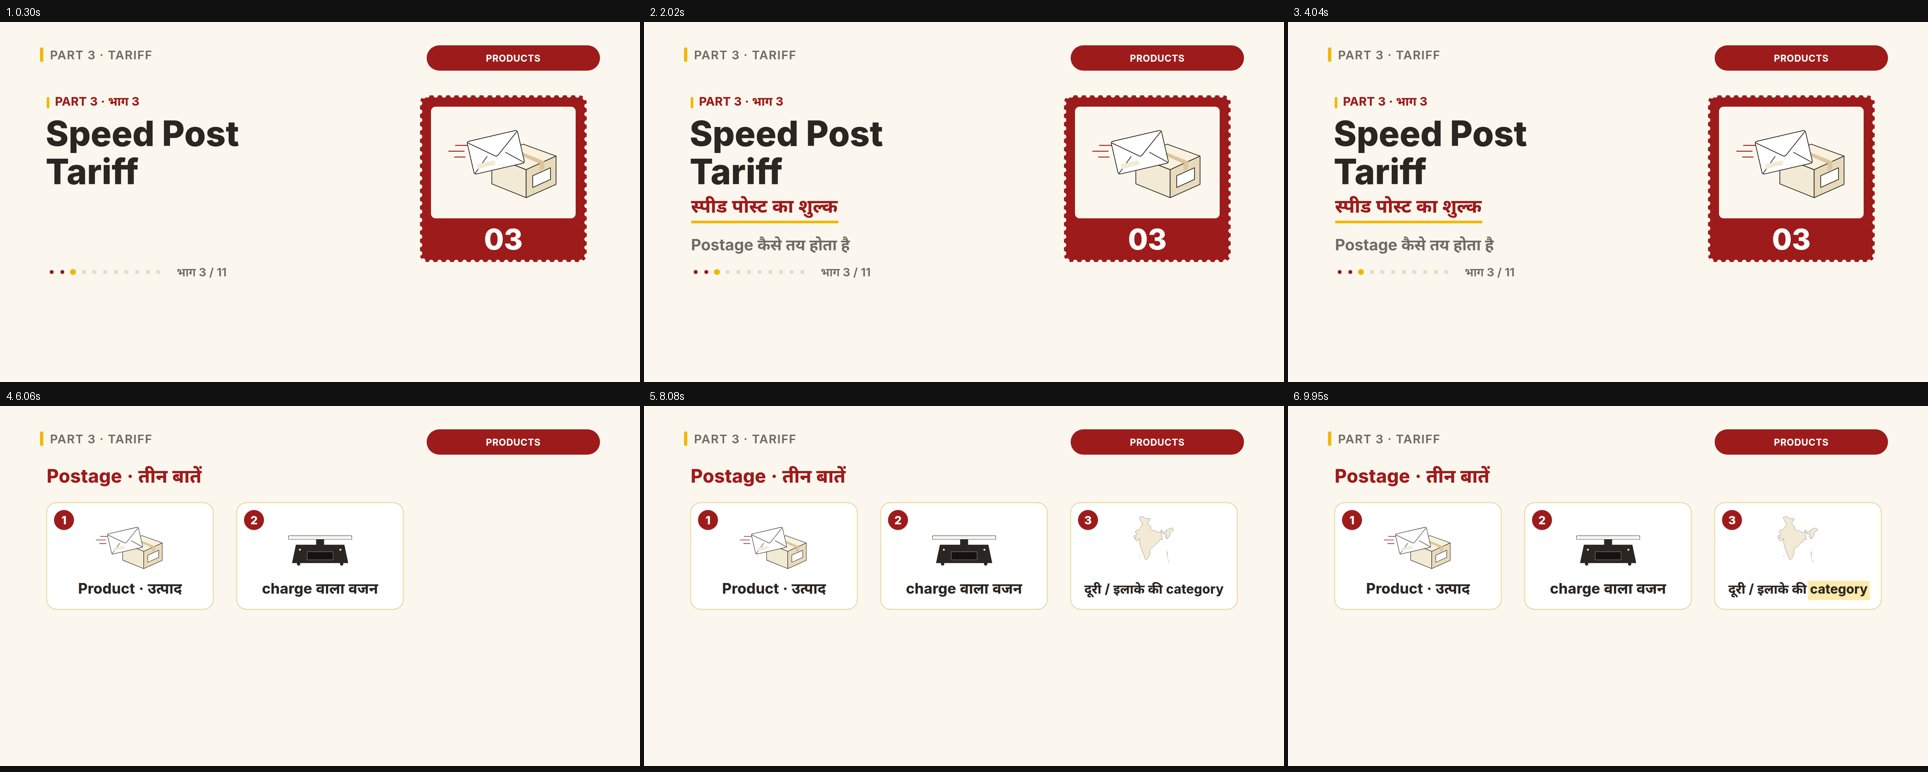 1. 0.30s
PART 3 · TARIFF
PRODUCTS
PART 3 · भाग 3
Speed Post
Tariff
03
भाग 3 / 11
2. 2.02s
PART 3 · TARIFF
PRODUCTS
PART 3 · भाग 3
Speed Post
Tariff
स्पीड पोस्ट का शुल्क
Postage कैसे तय होता है
03
भाग 3 / 11
3. 4.04s
PART 3 · TARIFF
PRODUCTS
PART 3 · भाग 3
Speed Post
Tariff
स्पीड पोस्ट का शुल्क
Postage कैसे तय होता है
03
भाग 3 / 11
4. 6.06s
PART 3 · TARIFF
PRODUCTS
Postage · तीन बातें
1
Product · उत्पाद
2
charge वाला वजन
5. 8.08s
PART 3 · TARIFF
PRODUCTS
Postage · तीन बातें
1
Product · उत्पाद
2
charge वाला वजन
3
दूरी / इलाके की category
6. 9.95s
PART 3 · TARIFF
PRODUCTS
Postage · तीन बातें
1
Product · उत्पाद
2
charge वाला वजन
3
दूरी / इलाके की category